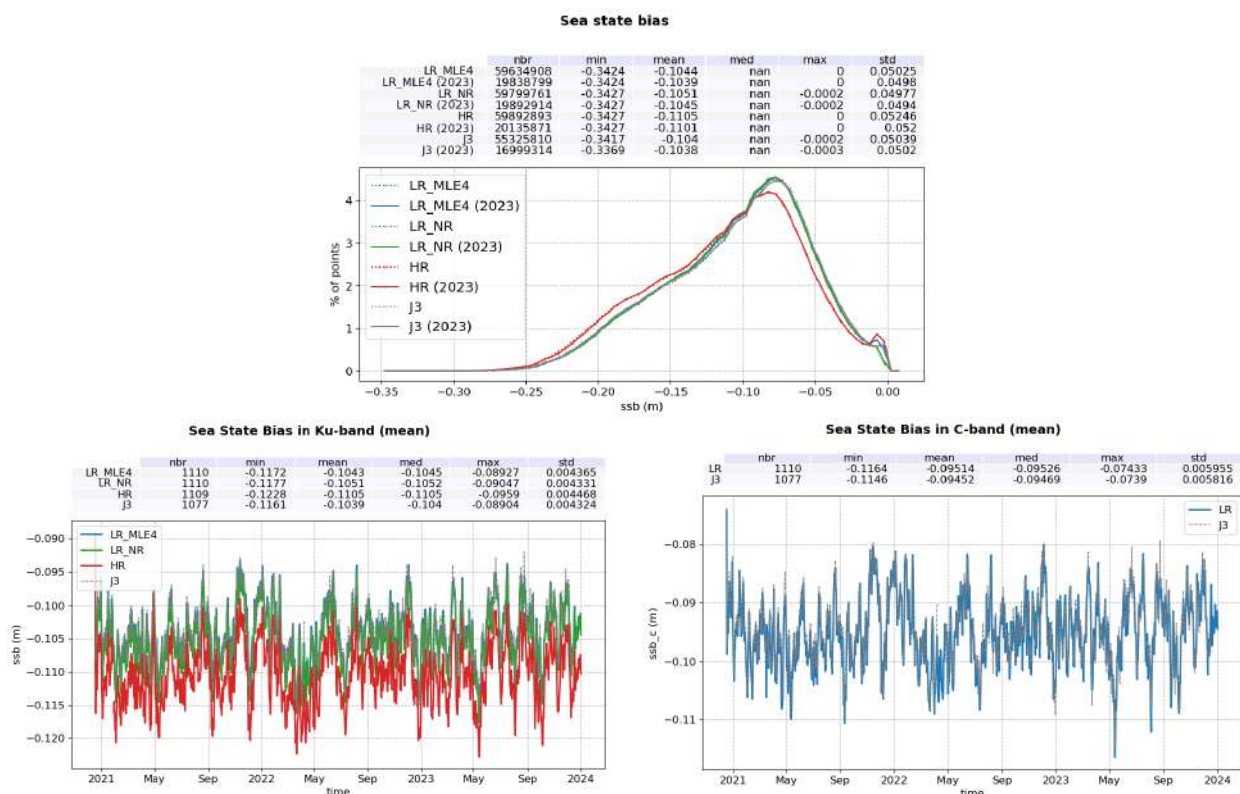 Sea state bias
nbr min mean med max std
LR_MLE4 59634908 -0.3424 -0.1044 nan 0 0.05025
LR_MLE4 (2023) 19838799 -0.3424 -0.1039 nan 0 0.0498
LR_NR 59799761 -0.3427 -0.1051 nan -0.0002 0.04977
LR_NR (2023) 19892914 -0.3427 -0.1045 nan -0.0002 0.0494
HR 59892893 -0.3427 -0.1105 nan 0 0.05246
HR (2023) 20135871 -0.3427 -0.1101 nan 0 0.052
J3 55325810 -0.3417 -0.104 nan -0.0002 0.05039
J3 (2023) 16999314 -0.3369 -0.1038 nan -0.0003 0.0502
LR_MLE4
LR_MLE4 (2023)
LR_NR
LR_NR (2023)
HR
HR (2023)
J3
J3 (2023)
% of points
4
3
2
1
0
−0.35 −0.30 −0.25 −0.20 −0.15 −0.10 −0.05 0.00
ssb (m)
Sea State Bias in Ku-band (mean)
nbr min mean med max std
LR_MLE4 1110 -0.1172 -0.1043 -0.1045 -0.08927 0.004365
LR_NR 1110 -0.1177 -0.1051 -0.1052 -0.09047 0.004331
HR 1109 -0.1228 -0.1105 -0.1105 -0.0959 0.004468
J3 1077 -0.1161 -0.1039 -0.104 -0.08904 0.004324
LR_MLE4
LR_NR
HR
J3
ssb (m)
−0.090
−0.095
−0.100
−0.105
−0.110
−0.115
−0.120
2021 May Sep 2022 May Sep 2023 May Sep 2024
time
Sea State Bias in C-band (mean)
nbr min mean med max std
LR 1110 -0.1164 -0.09514 -0.09526 -0.07433 0.005955
J3 1077 -0.1146 -0.09452 -0.09469 -0.0739 0.005816
LR
J3
ssb_c (m)
−0.08
−0.09
−0.10
−0.11
2021 May Sep 2022 May Sep 2023 May Sep 2024
time